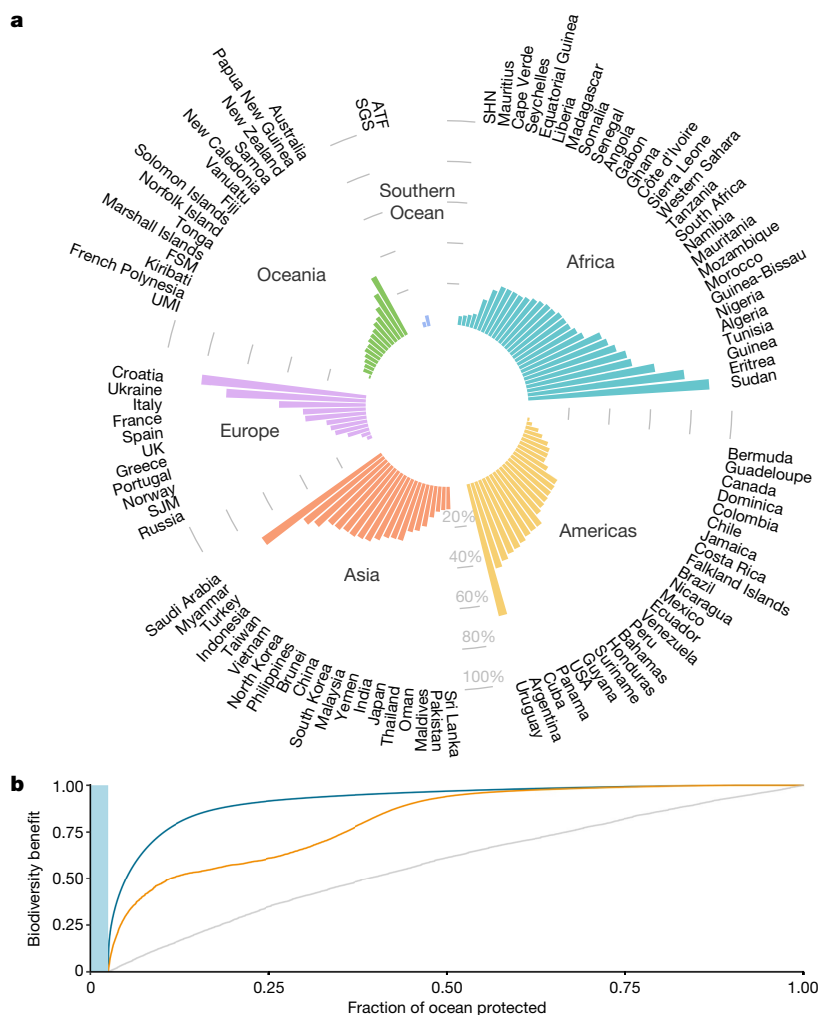 a
SHN
Mauritius
Cape Verde
Seychelles
Equatorial Guinea
Liberia
Madagascar
Somalia
Senegal
Angola
Gabon
Ghana
Côte d'Ivoire
Sierra Leone
Western Sahara
Tanzania
South Africa
Namibia
Mauritania
Mozambique
Morocco
Guinea-Bissau
Nigeria
Algeria
Tunisia
Guinea
Eritrea
Sudan
Bermuda
Guadeloupe
Canada
Dominica
Colombia
Chile
Jamaica
Costa Rica
Falkland Islands
Brazil
Nicaragua
Mexico
Ecuador
Venezuela
Peru
Bahamas
Honduras
Suriname
Guyana
USA
Panama
Cuba
Argentina
Uruguay
Sri Lanka
Pakistan
Maldives
Oman
Thailand
Japan
India
Yemen
Malaysia
South Korea
China
Brunei
Philippines
North Korea
Vietnam
Taiwan
Indonesia
Turkey
Myanmar
Saudi Arabia
Russia
SJM
Norway
Portugal
Greece
UK
Spain
France
Italy
Ukraine
Croatia
UMI
French Polynesia
Kiribati
FSM
Marshall Islands
Tonga
Norfolk Island
Solomon Islands
Fiji
Vanuatu
New Caledonia
Samoa
New Zealand
Papua New Guinea
Australia
SGS
ATF
Southern
Ocean
Africa
Oceania
Europe
Asia
Americas
20%
40%
60%
80%
100%
b
1.00
0.75
0.50
0.25
0
Biodiversity benefit
0
0.25
0.50
0.75
1.00
Fraction of ocean protected